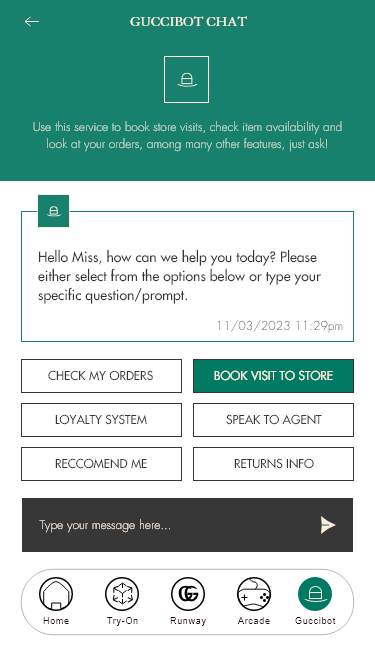 GUCCIBOT CHAT
Use this service to book store visits, check item availability and
look at your orders, among many other features, just ask!
Hello Miss, how can we help you today? Please
either select from the options below or type your
specific question/prompt.
11/03/2023 11:29pm
CHECK MY ORDERS
BOOK VISIT TO STORE
LOYALTY SYSTEM
SPEAK TO AGENT
RECCOMEND ME
RETURNS INFO
Type your message here...
Home
Try-On
Runway
Arcade
Guccibot